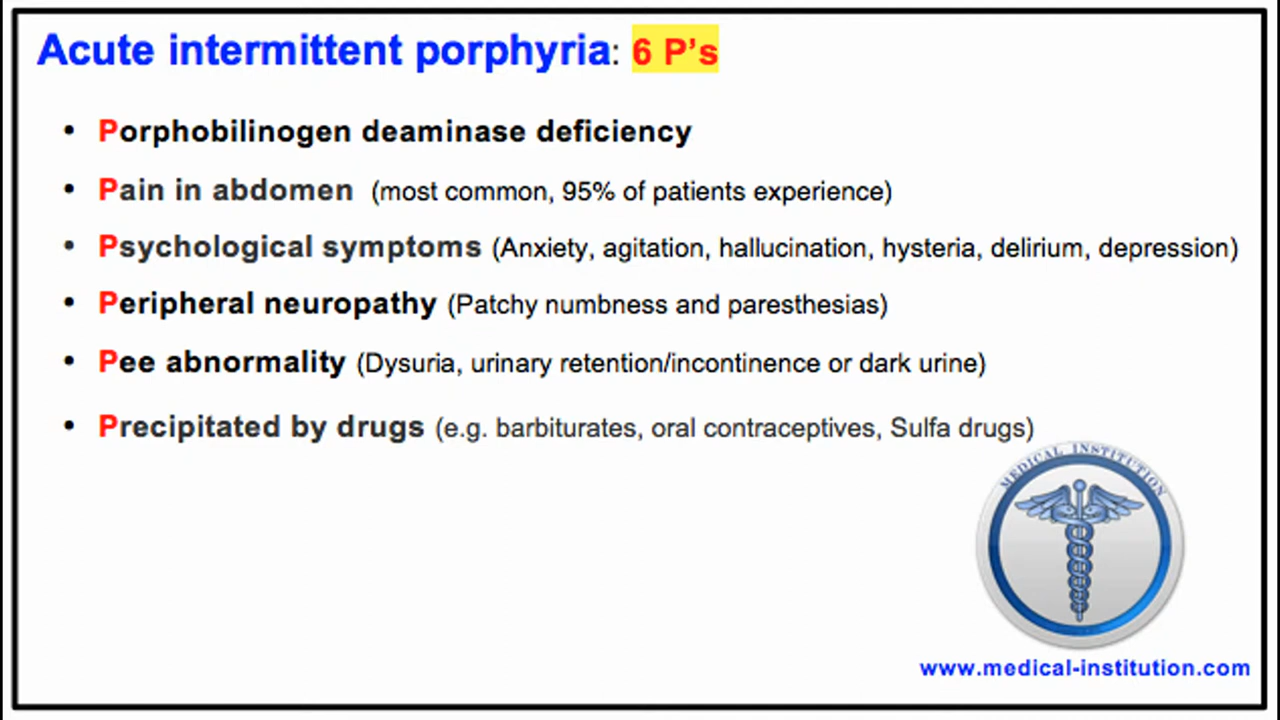 Acute intermittent porphyria: 6 P's
• Porphobilinogen deaminase deficiency
• Pain in abdomen (most common, 95% of patients experience)
• Psychological symptoms (Anxiety, agitation, hallucination, hysteria, delirium, depression)
• Peripheral neuropathy (Patchy numbness and paresthesias)
• Pee abnormality (Dysuria, urinary retention/incontinence or dark urine)
• Precipitated by drugs (e.g. barbiturates, oral contraceptives, Sulfa drugs)
MEDICAL INSTITUTION
www.medical-institution.com